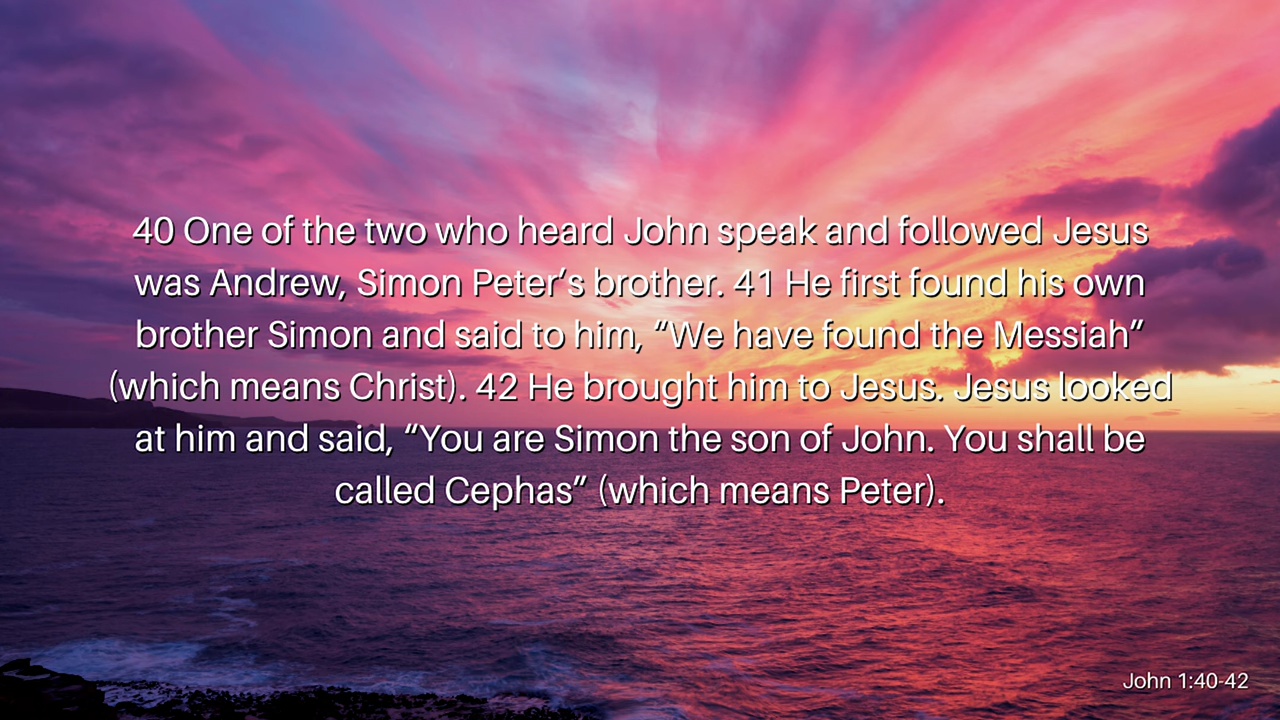 40 One of the two who heard John speak and followed Jesus
was Andrew, Simon Peter’s brother. 41 He first found his own
brother Simon and said to him, “We have found the Messiah”
(which means Christ). 42 He brought him to Jesus. Jesus looked
at him and said, “You are Simon the son of John. You shall be
called Cephas” (which means Peter).
John 1:40-42